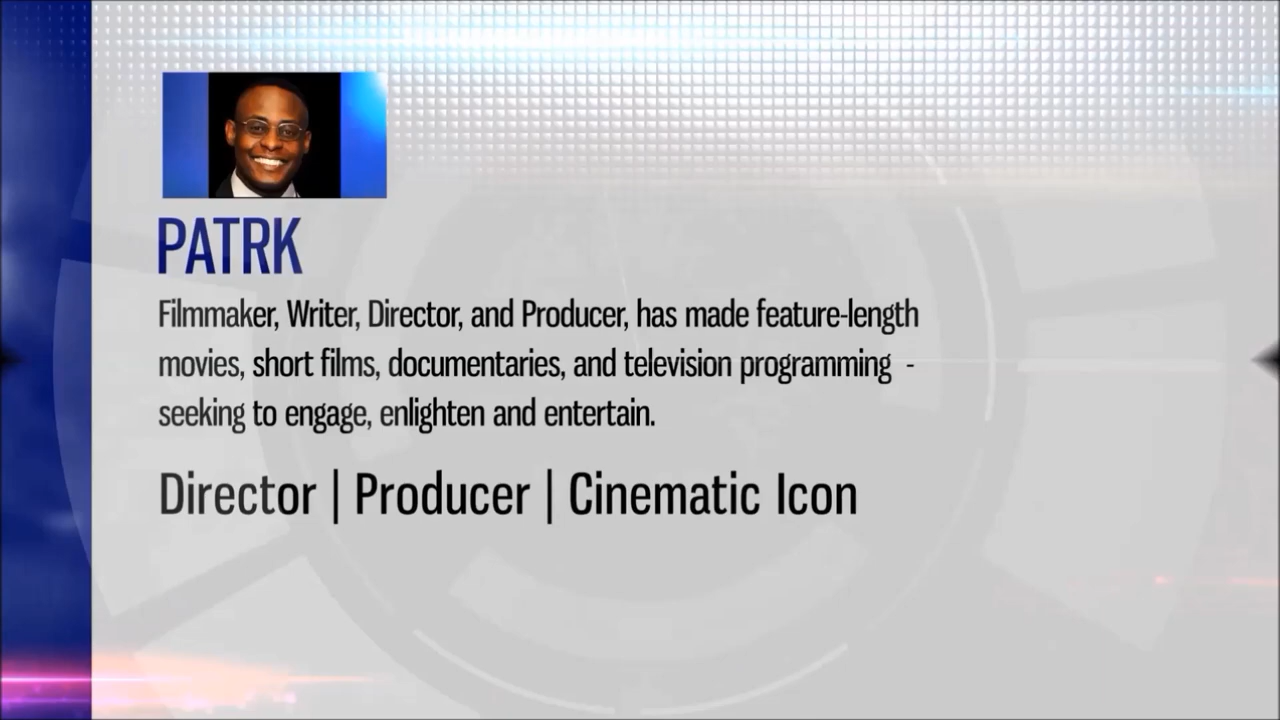 PATRK
Filmmaker, Writer, Director, and Producer, has made feature-length
movies, short films, documentaries, and television programming -
seeking to engage, enlighten and entertain.
Director | Producer | Cinematic Icon